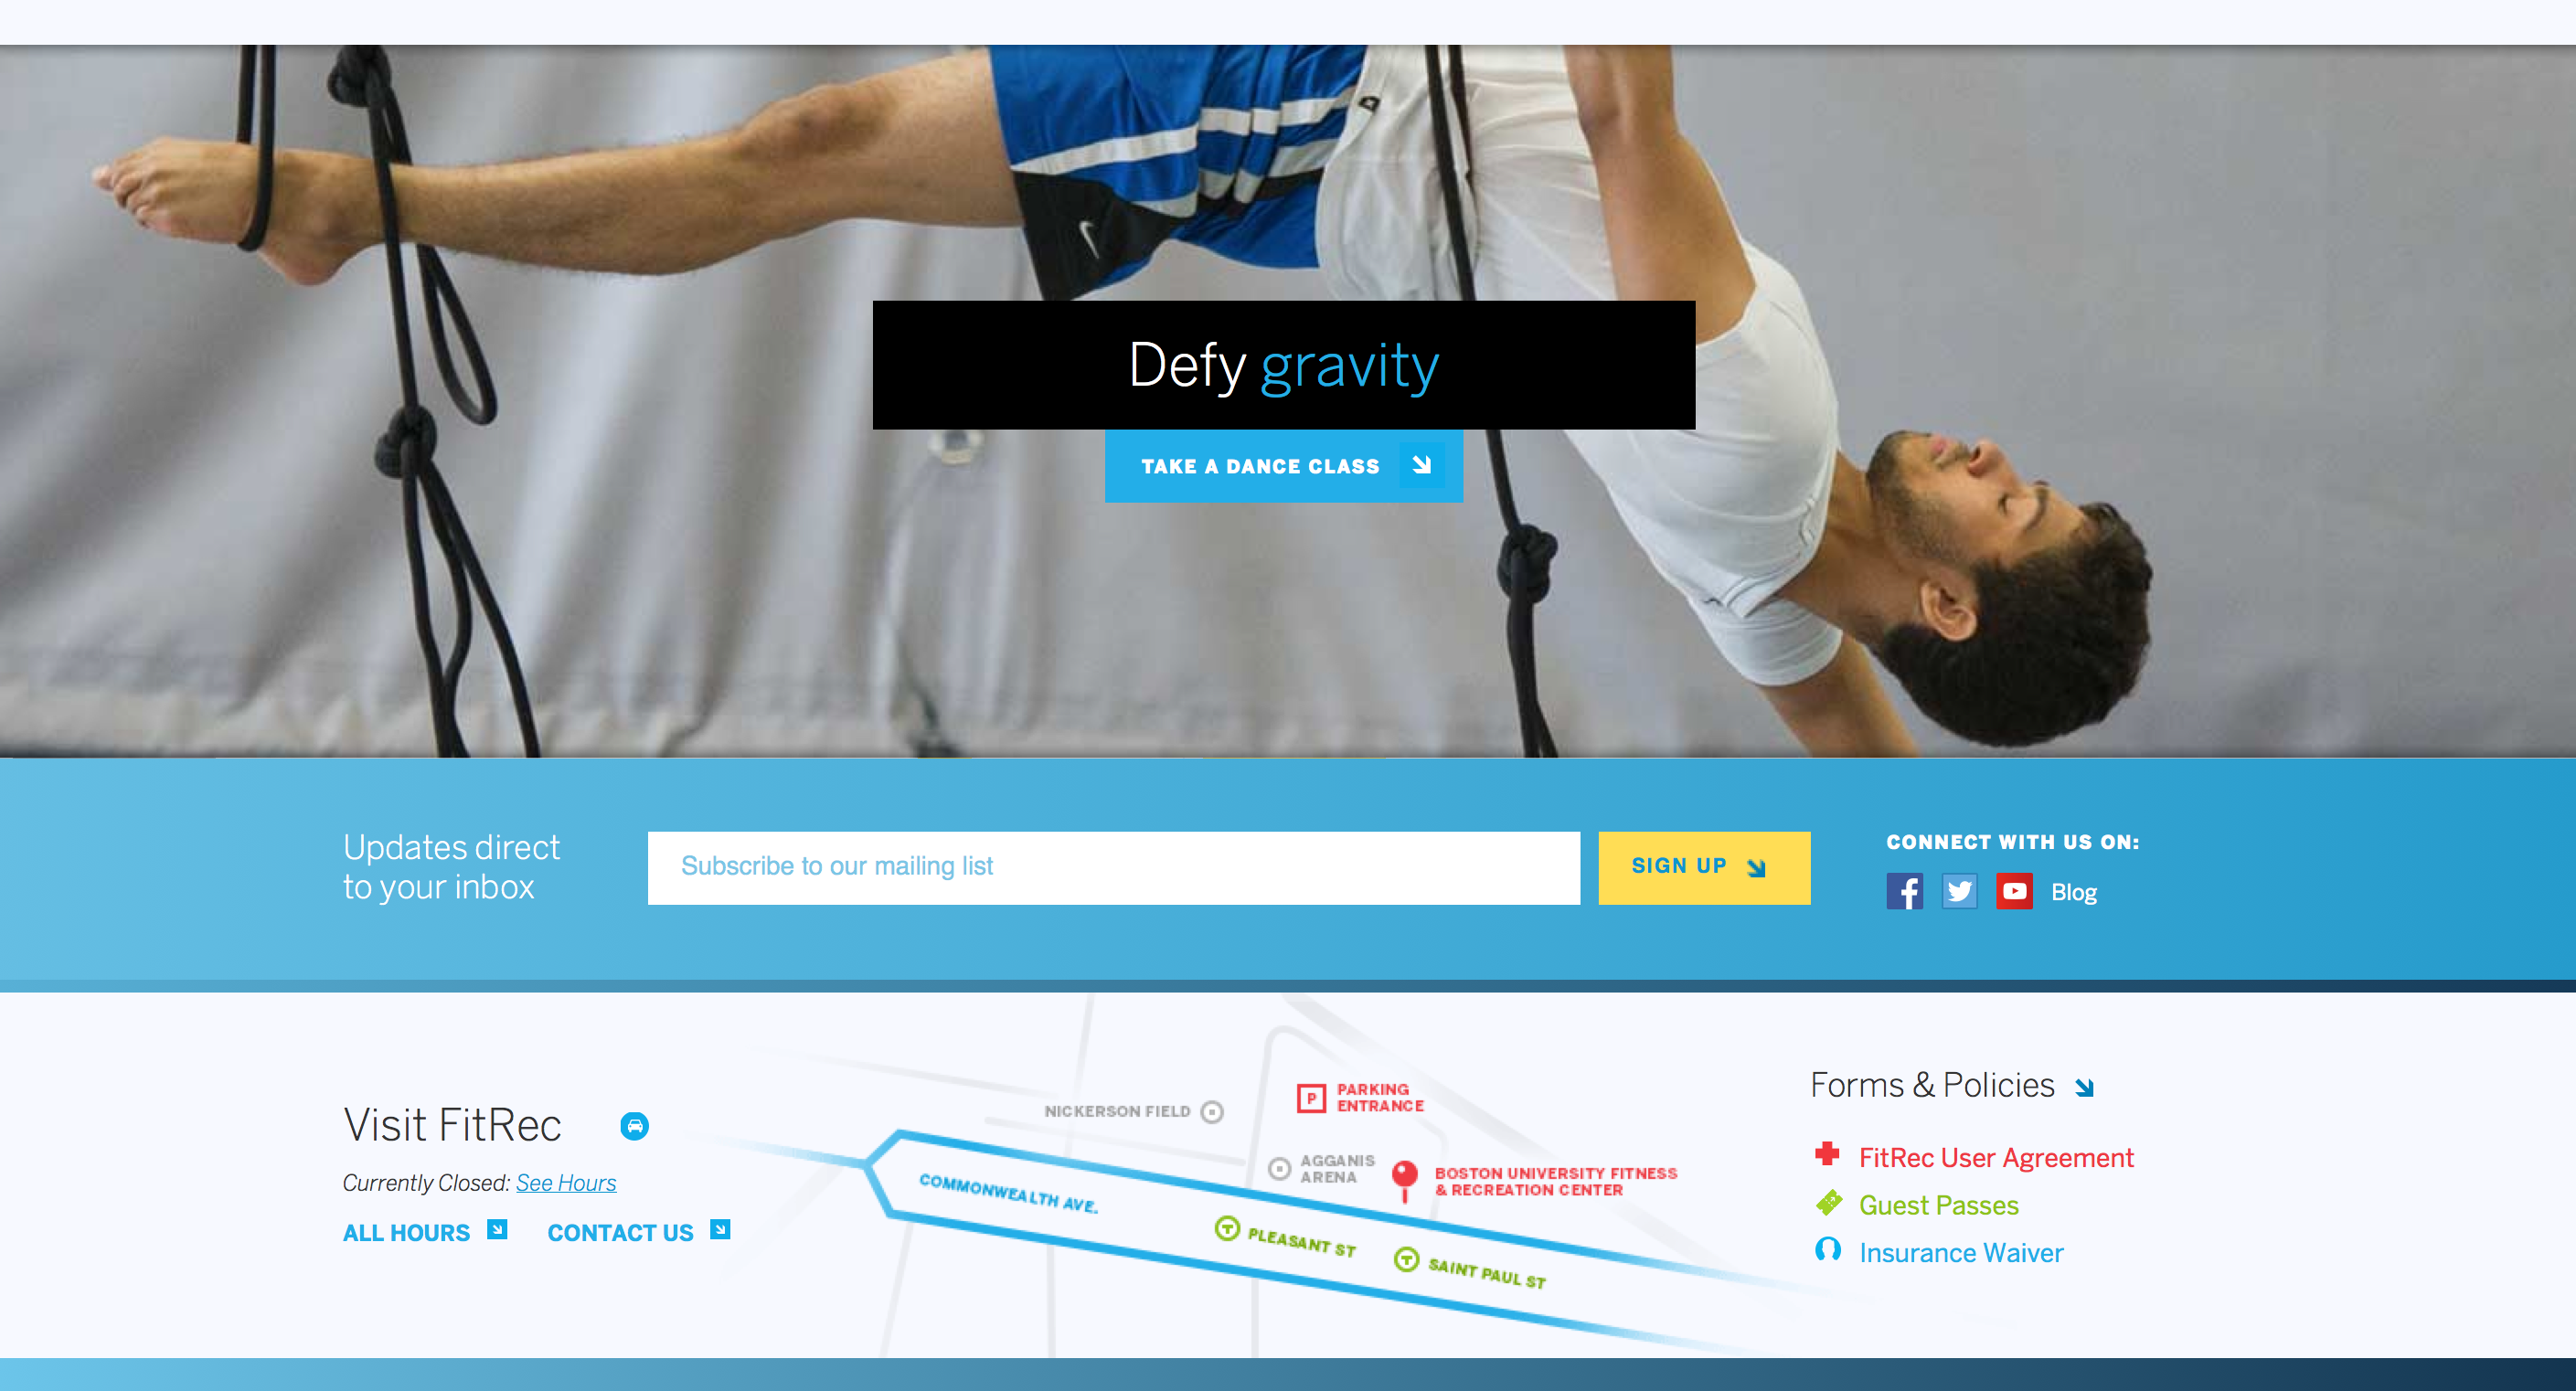 Defy gravity
TAKE A DANCE CLASS
Updates direct
to your inbox
Subscribe to our mailing list
SIGN UP
CONNECT WITH US ON:
Blog
Visit FitRec
Currently Closed: See Hours
ALL HOURS
CONTACT US
NICKERSON FIELD
P
PARKING
ENTRANCE
AGGANIS
ARENA
BOSTON UNIVERSITY FITNESS
& RECREATION CENTER
COMMONWEALTH AVE.
T PLEASANT ST
T SAINT PAUL ST
Forms & Policies
FitRec User Agreement
Guest Passes
Insurance Waiver